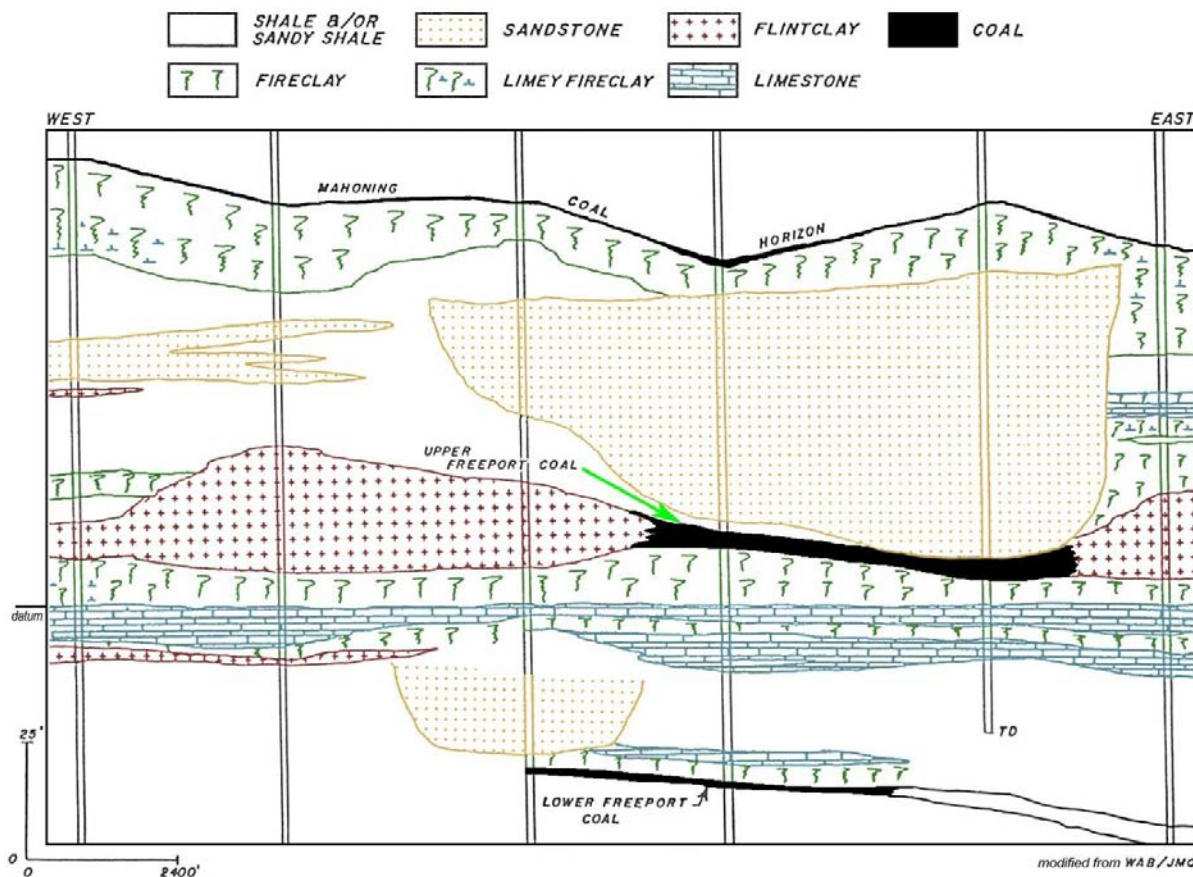 SHALE &/OR
SANDY SHALE
SANDSTONE
FLINTCLAY
COAL
FIRECLAY
LIMEY FIRECLAY
LIMESTONE
WEST
EAST
MAHONING
COAL
HORIZON
UPPER
FREEPORT COAL
datum
25'
TD
LOWER FREEPORT
COAL
0
0
2400'
modified from WAB/JMC